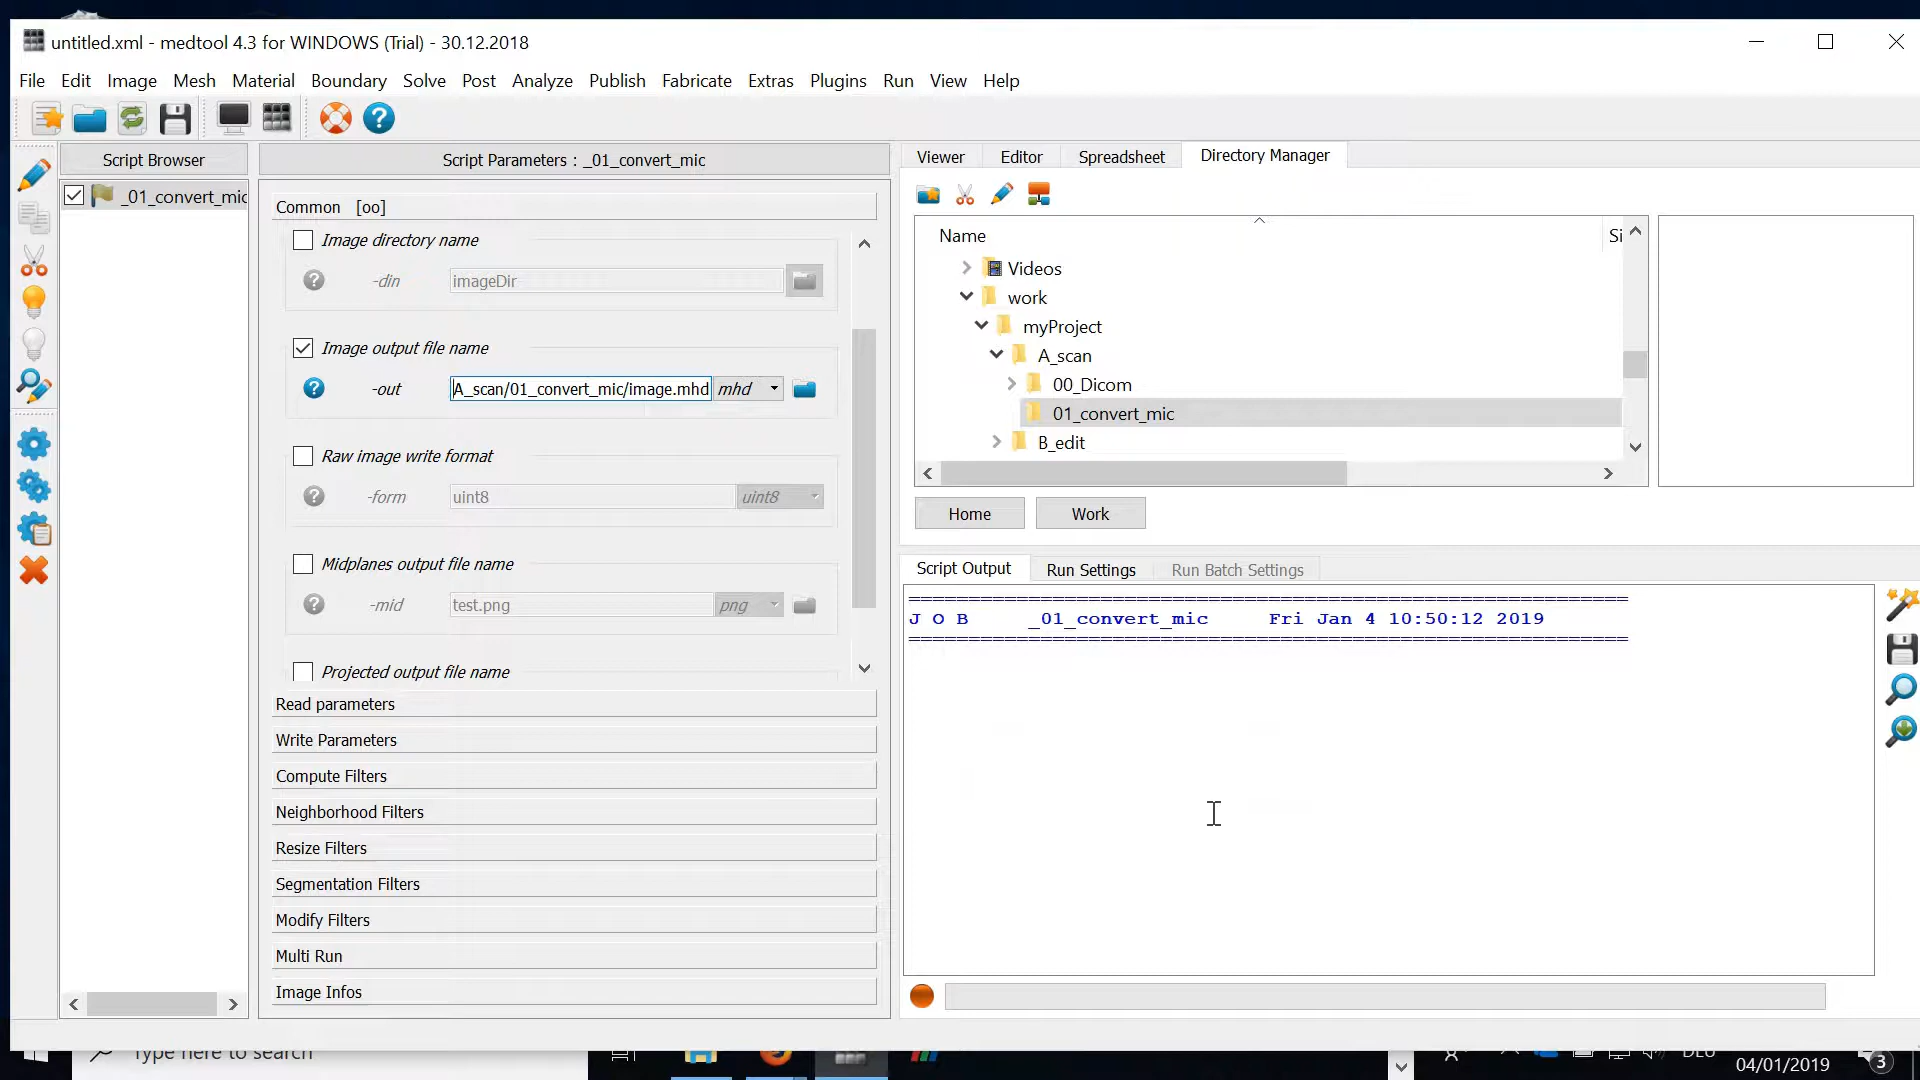 untitled.xml - medtool 4.3 for WINDOWS (Trial) - 30.12.2018
File Edit Image Mesh Material Boundary Solve Post Analyze Publish Fabricate Extras Plugins Run View Help
Script Browser
_01_convert_mic
Script Parameters : _01_convert_mic
Common [oo]
Image directory name
-din imageDir
Image output file name
-out A_scan/01_convert_mic/image.mhd mhd
Raw image write format
-form uint8 uint8
Midplanes output file name
-mid test.png png
Projected output file name
Read parameters
Write Parameters
Compute Filters
Neighborhood Filters
Resize Filters
Segmentation Filters
Modify Filters
Multi Run
Image Infos
Viewer Editor Spreadsheet Directory Manager
Name Si
Videos
work
myProject
A_scan
00_Dicom
01_convert_mic
B_edit
Home Work
Script Output Run Settings Run Batch Settings
============================================================
J O B _01_convert_mic Fri Jan 4 10:50:12 2019
============================================================
Type here to search
DEU
04/01/2019
3